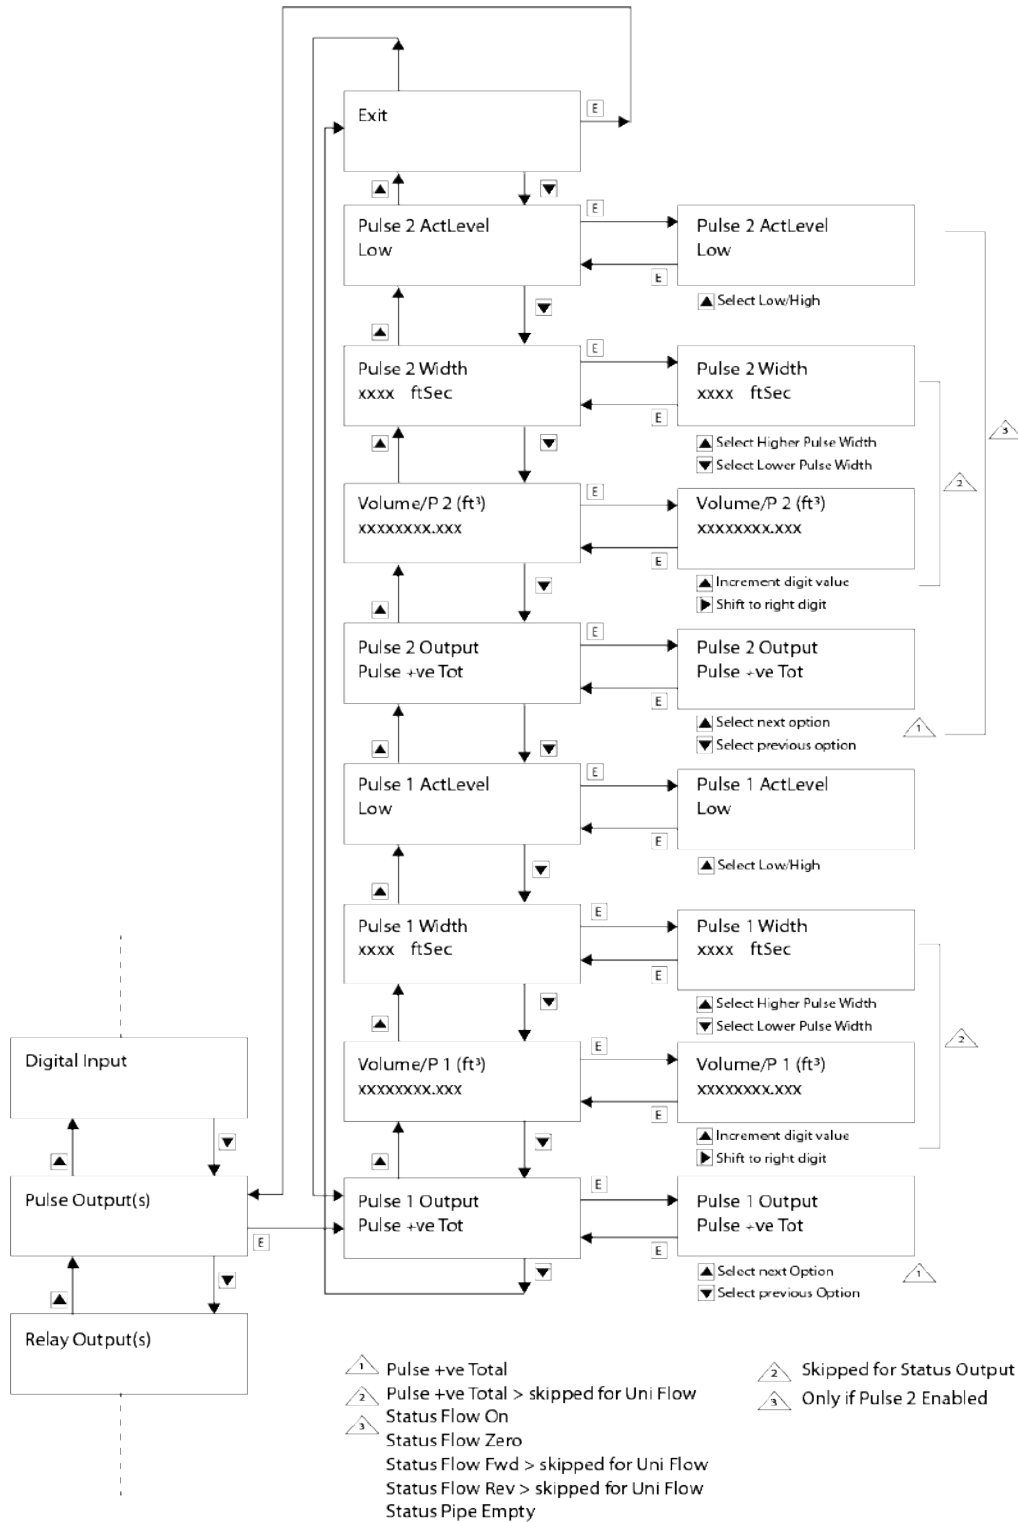 Exit
E
Pulse 2 ActLevel
Low
E
E
Pulse 2 ActLevel
Low
Select Low/High
Pulse 2 Width
xxxx ftSec
E
E
Pulse 2 Width
xxxx ftSec
Select Higher Pulse Width
Select Lower Pulse Width
3
2
Volume/P 2 (ft³)
xxxxxxxx.xxx
E
E
Volume/P 2 (ft³)
xxxxxxxx.xxx
Increment digit value
Shift to right digit
Pulse 2 Output
Pulse +ve Tot
E
E
Pulse 2 Output
Pulse +ve Tot
Select next option
Select previous option
1
Pulse 1 ActLevel
Low
E
E
Pulse 1 ActLevel
Low
Select Low/High
Pulse 1 Width
xxxx ftSec
E
E
Pulse 1 Width
xxxx ftSec
Select Higher Pulse Width
Select Lower Pulse Width
2
Digital Input
Volume/P 1 (ft³)
xxxxxxxx.xxx
E
E
Volume/P 1 (ft³)
xxxxxxxx.xxx
Increment digit value
Shift to right digit
Pulse Output(s)
E
Pulse 1 Output
Pulse +ve Tot
E
E
Pulse 1 Output
Pulse +ve Tot
Select next Option
Select previous Option
1
Relay Output(s)
1 Pulse +ve Total
2 Pulse +ve Total > skipped for Uni Flow
3 Status Flow On
Status Flow Zero
Status Flow Fwd > skipped for Uni Flow
Status Flow Rev > skipped for Uni Flow
Status Pipe Empty
2 Skipped for Status Output
3 Only if Pulse 2 Enabled